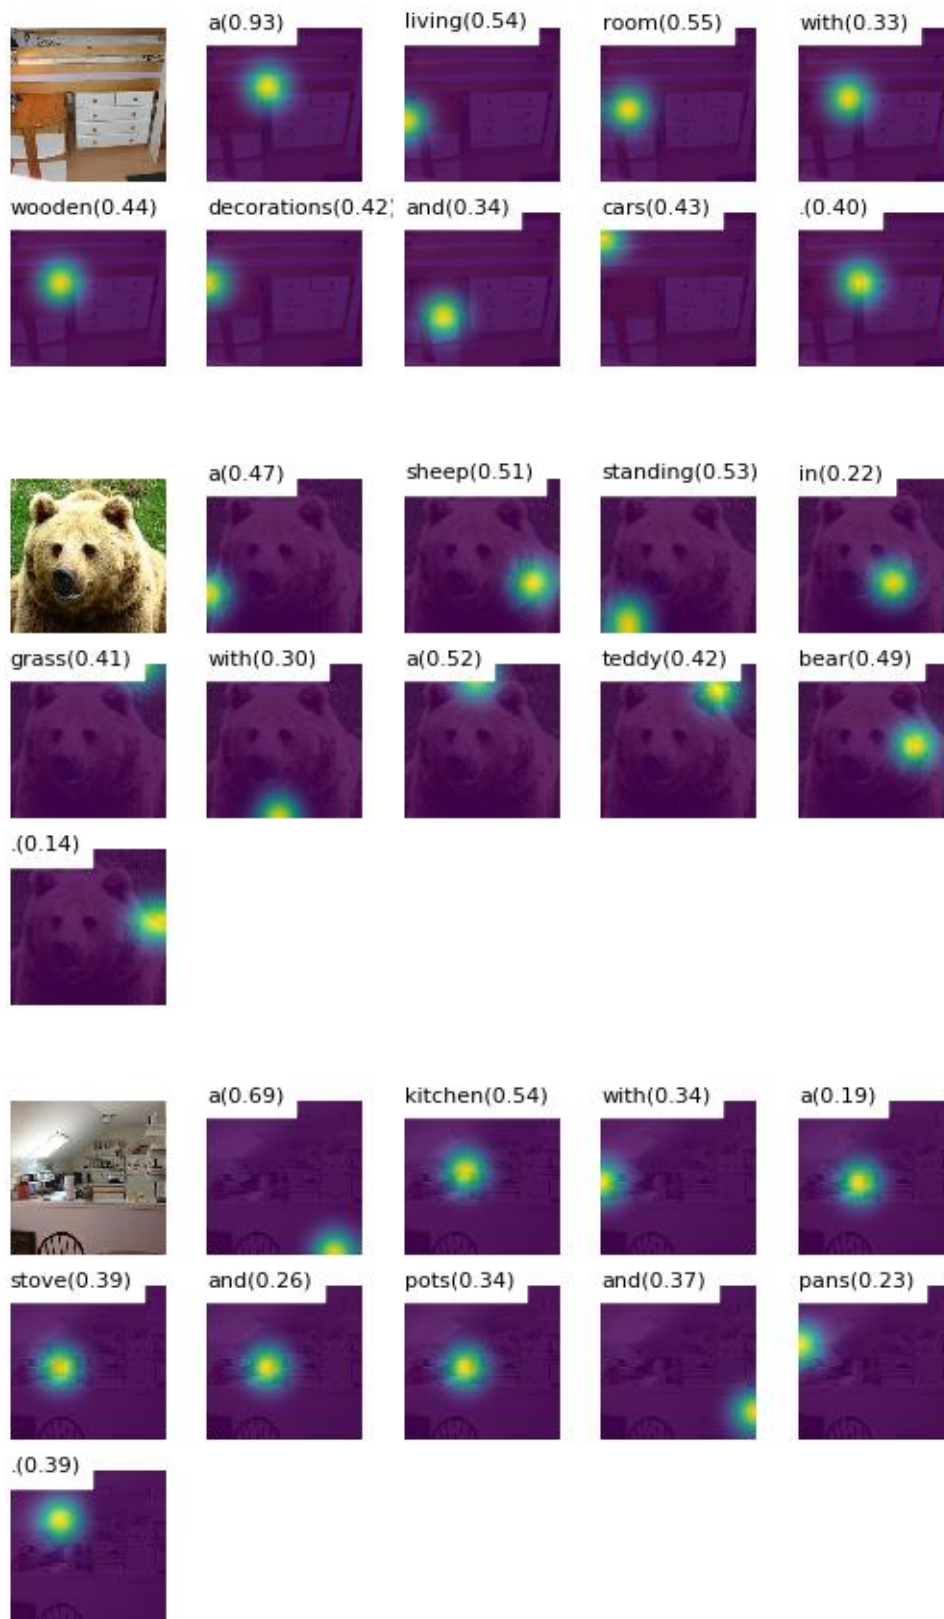 a(0.93) living(0.54) room(0.55) with(0.33)
wooden(0.44) decorations(0.42) and(0.34) cars(0.43) .(0.40)
a(0.47) sheep(0.51) standing(0.53) in(0.22)
grass(0.41) with(0.30) a(0.52) teddy(0.42) bear(0.49)
.(0.14)
a(0.69) kitchen(0.54) with(0.34) a(0.19)
stove(0.39) and(0.26) pots(0.34) and(0.37) pans(0.23)
.(0.39)